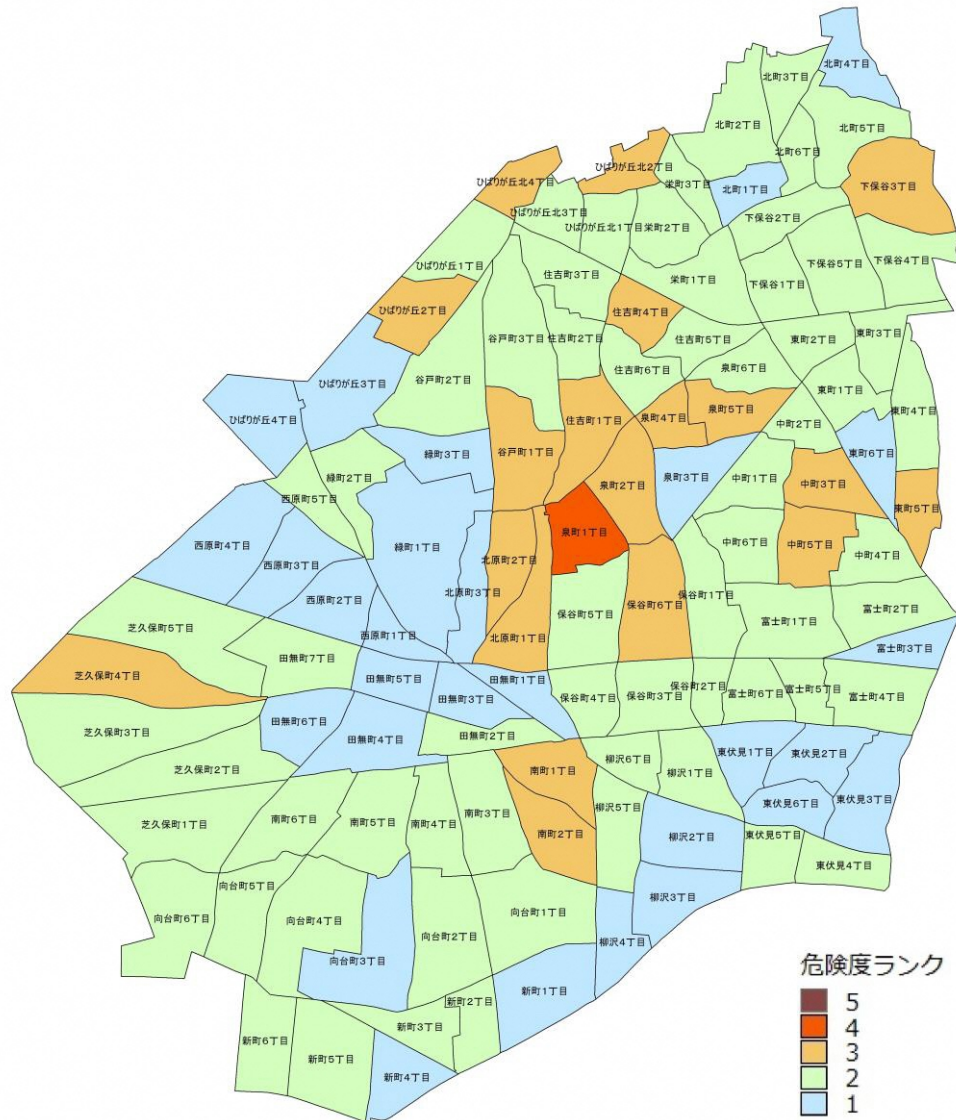 北町4丁目
北町3丁目
北町2丁目
北町5丁目
北町6丁目
ひばりが丘北2丁目
ひばりが丘北4丁目
栄町3丁目
北町1丁目
下保谷3丁目
ひばりが丘北3丁目
ひばりが丘北1丁目
栄町2丁目
下保谷2丁目
ひばりが丘1丁目
住吉町3丁目
栄町1丁目
下保谷1丁目
下保谷5丁目
下保谷4丁目
ひばりが丘2丁目
住吉町4丁目
谷戸町3丁目
住吉町2丁目
住吉町5丁目
東町2丁目
東町3丁目
ひばりが丘3丁目
谷戸町2丁目
住吉町6丁目
泉町6丁目
東町1丁目
ひばりが丘4丁目
住吉町1丁目
泉町4丁目
泉町5丁目
中町2丁目
東町4丁目
緑町3丁目
谷戸町1丁目
東町6丁目
緑町2丁目
泉町2丁目
泉町3丁目
中町1丁目
中町3丁目
西原町5丁目
東町5丁目
泉町1丁目
西原町4丁目
緑町1丁目
中町6丁目
中町5丁目
西原町3丁目
北原町2丁目
中町4丁目
西原町2丁目
北原町3丁目
保谷町1丁目
保谷町6丁目
富士町2丁目
芝久保町5丁目
西原町1丁目
北原町1丁目
保谷町5丁目
富士町1丁目
富士町3丁目
田無町7丁目
芝久保町4丁目
田無町5丁目
田無町1丁目
田無町3丁目
保谷町4丁目
保谷町3丁目
保谷町2丁目
富士町6丁目
富士町5丁目
富士町4丁目
田無町6丁目
芝久保町3丁目
田無町4丁目
田無町2丁目
東伏見1丁目
東伏見2丁目
柳沢6丁目
芝久保町2丁目
南町1丁目
柳沢1丁目
東伏見3丁目
柳沢5丁目
東伏見6丁目
芝久保町1丁目
南町6丁目
南町5丁目
南町4丁目
南町3丁目
南町2丁目
柳沢2丁目
東伏見5丁目
東伏見4丁目
向台町5丁目
柳沢3丁目
向台町6丁目
向台町4丁目
向台町1丁目
向台町2丁目
柳沢4丁目
向台町3丁目
新町1丁目
新町2丁目
新町3丁目
新町6丁目
新町5丁目
新町4丁目
危険度ランク
5
4
3
2
1